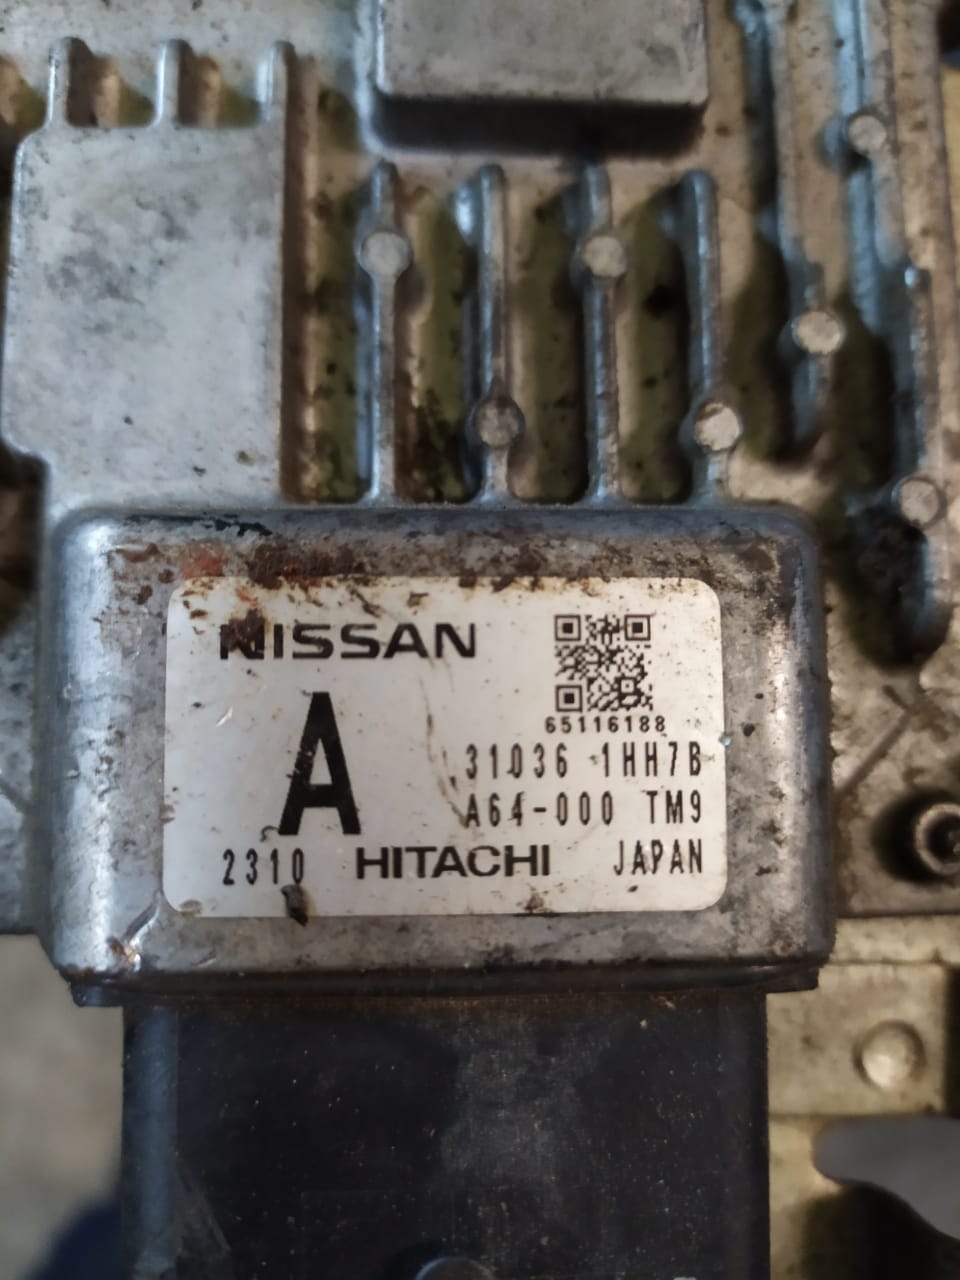 NISSAN
65116188
A
31036 1HH7B
A64-000 TM9
2310 HITACHI JAPAN